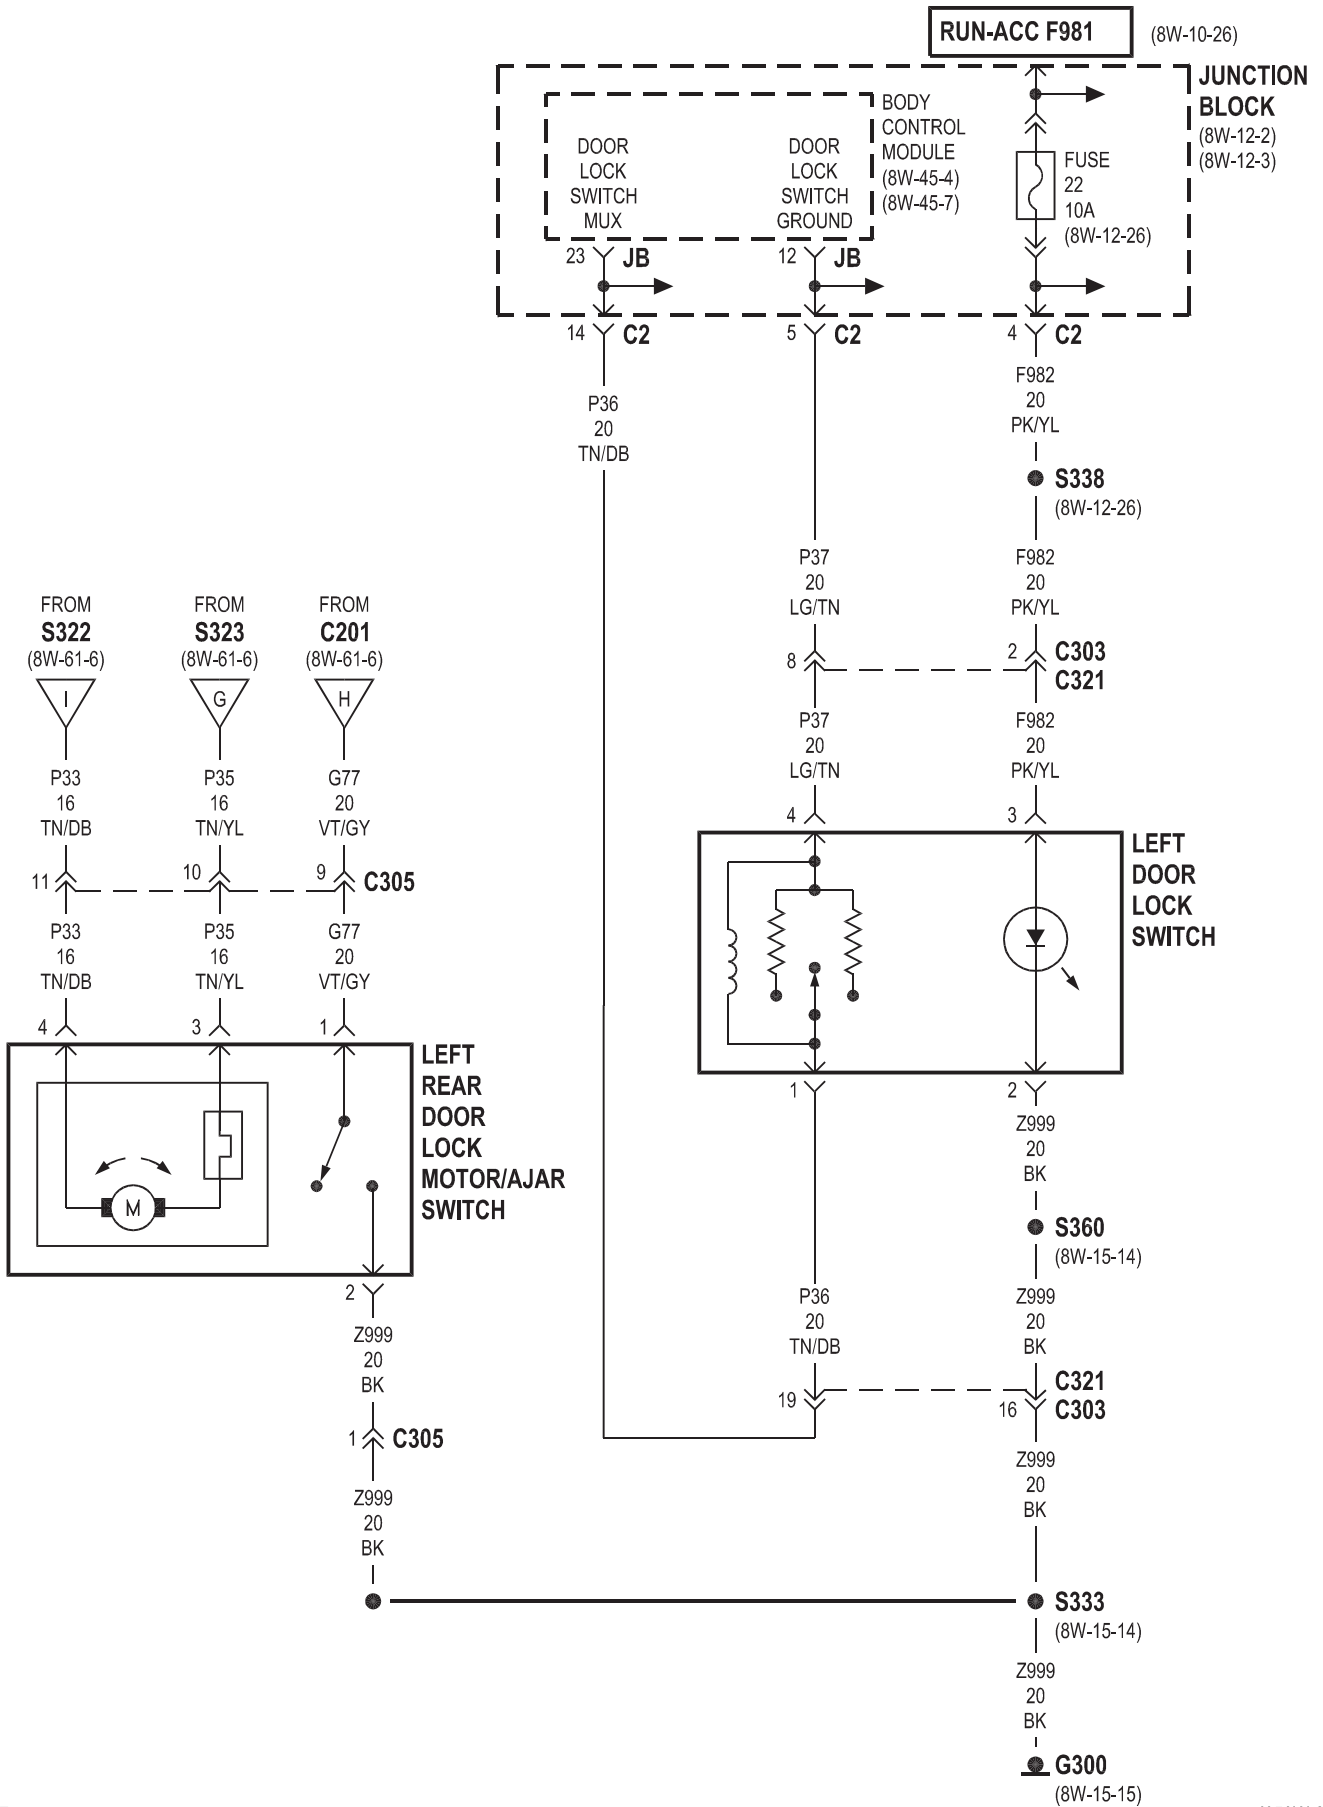 RUN-ACC F981
(8W-10-26)
JUNCTION
BLOCK
(8W-12-2)
(8W-12-3)
BODY
CONTROL
MODULE
(8W-45-4)
(8W-45-7)
DOOR
LOCK
SWITCH
MUX
DOOR
LOCK
SWITCH
GROUND
FUSE
22
10A
(8W-12-26)
23
JB
12
JB
14
C2
5
C2
4
C2
P36
20
TN/DB
F982
20
PK/YL
S338
(8W-12-26)
P37
20
LG/TN
F982
20
PK/YL
8
2
C303
C321
P37
20
LG/TN
F982
20
PK/YL
4
3
LEFT
DOOR
LOCK
SWITCH
1
2
FROM
S322
(8W-61-6)
I
FROM
S323
(8W-61-6)
G
FROM
C201
(8W-61-6)
H
P33
16
TN/DB
P35
16
TN/YL
G77
20
VT/GY
11
10
9
C305
P33
16
TN/DB
P35
16
TN/YL
G77
20
VT/GY
4
3
1
LEFT
REAR
DOOR
LOCK
MOTOR/AJAR
SWITCH
M
2
Z999
20
BK
1
C305
Z999
20
BK
Z999
20
BK
S360
(8W-15-14)
P36
20
TN/DB
Z999
20
BK
19
16
C321
C303
Z999
20
BK
S333
(8W-15-14)
Z999
20
BK
G300
(8W-15-15)